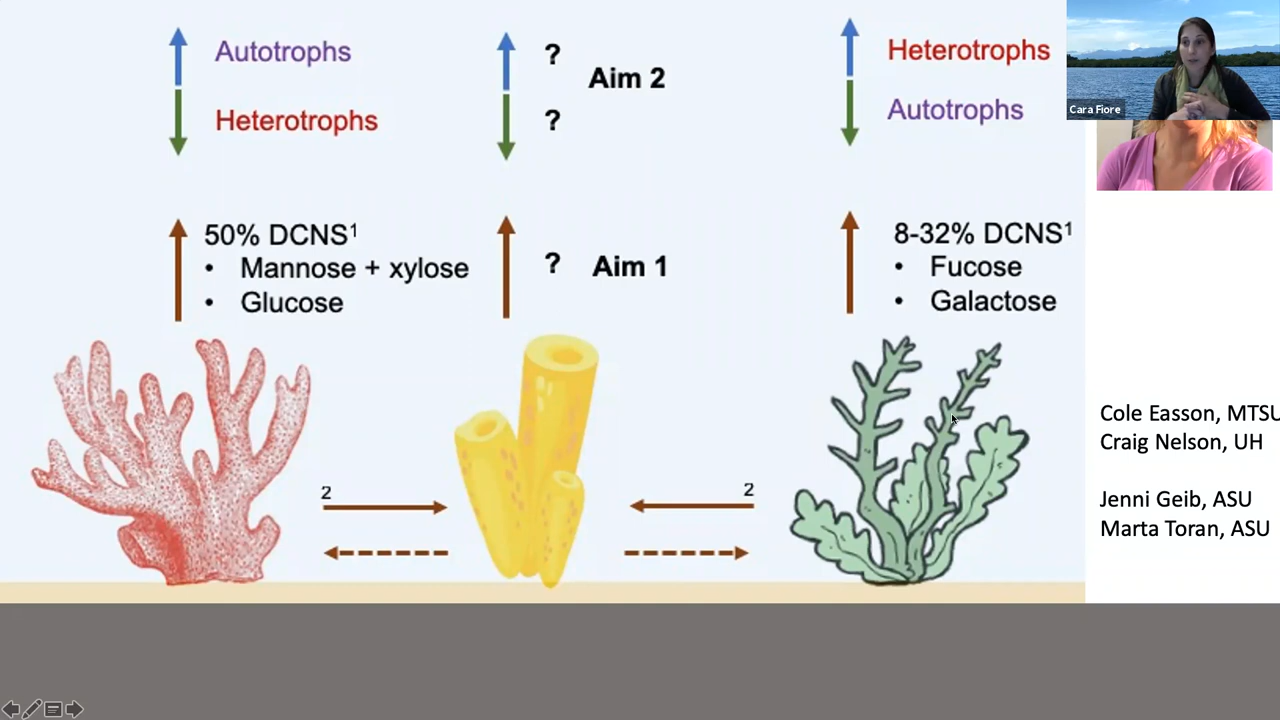 Autotrophs
Heterotrophs
?
?
Aim 2
Heterotrophs
Autotrophs
Cara Fiore
50% DCNS¹
• Mannose + xylose
• Glucose
? Aim 1
8-32% DCNS¹
• Fucose
• Galactose
2
2
Cole Easson, MTSU
Craig Nelson, UH
Jenni Geib, ASU
Marta Toran, ASU